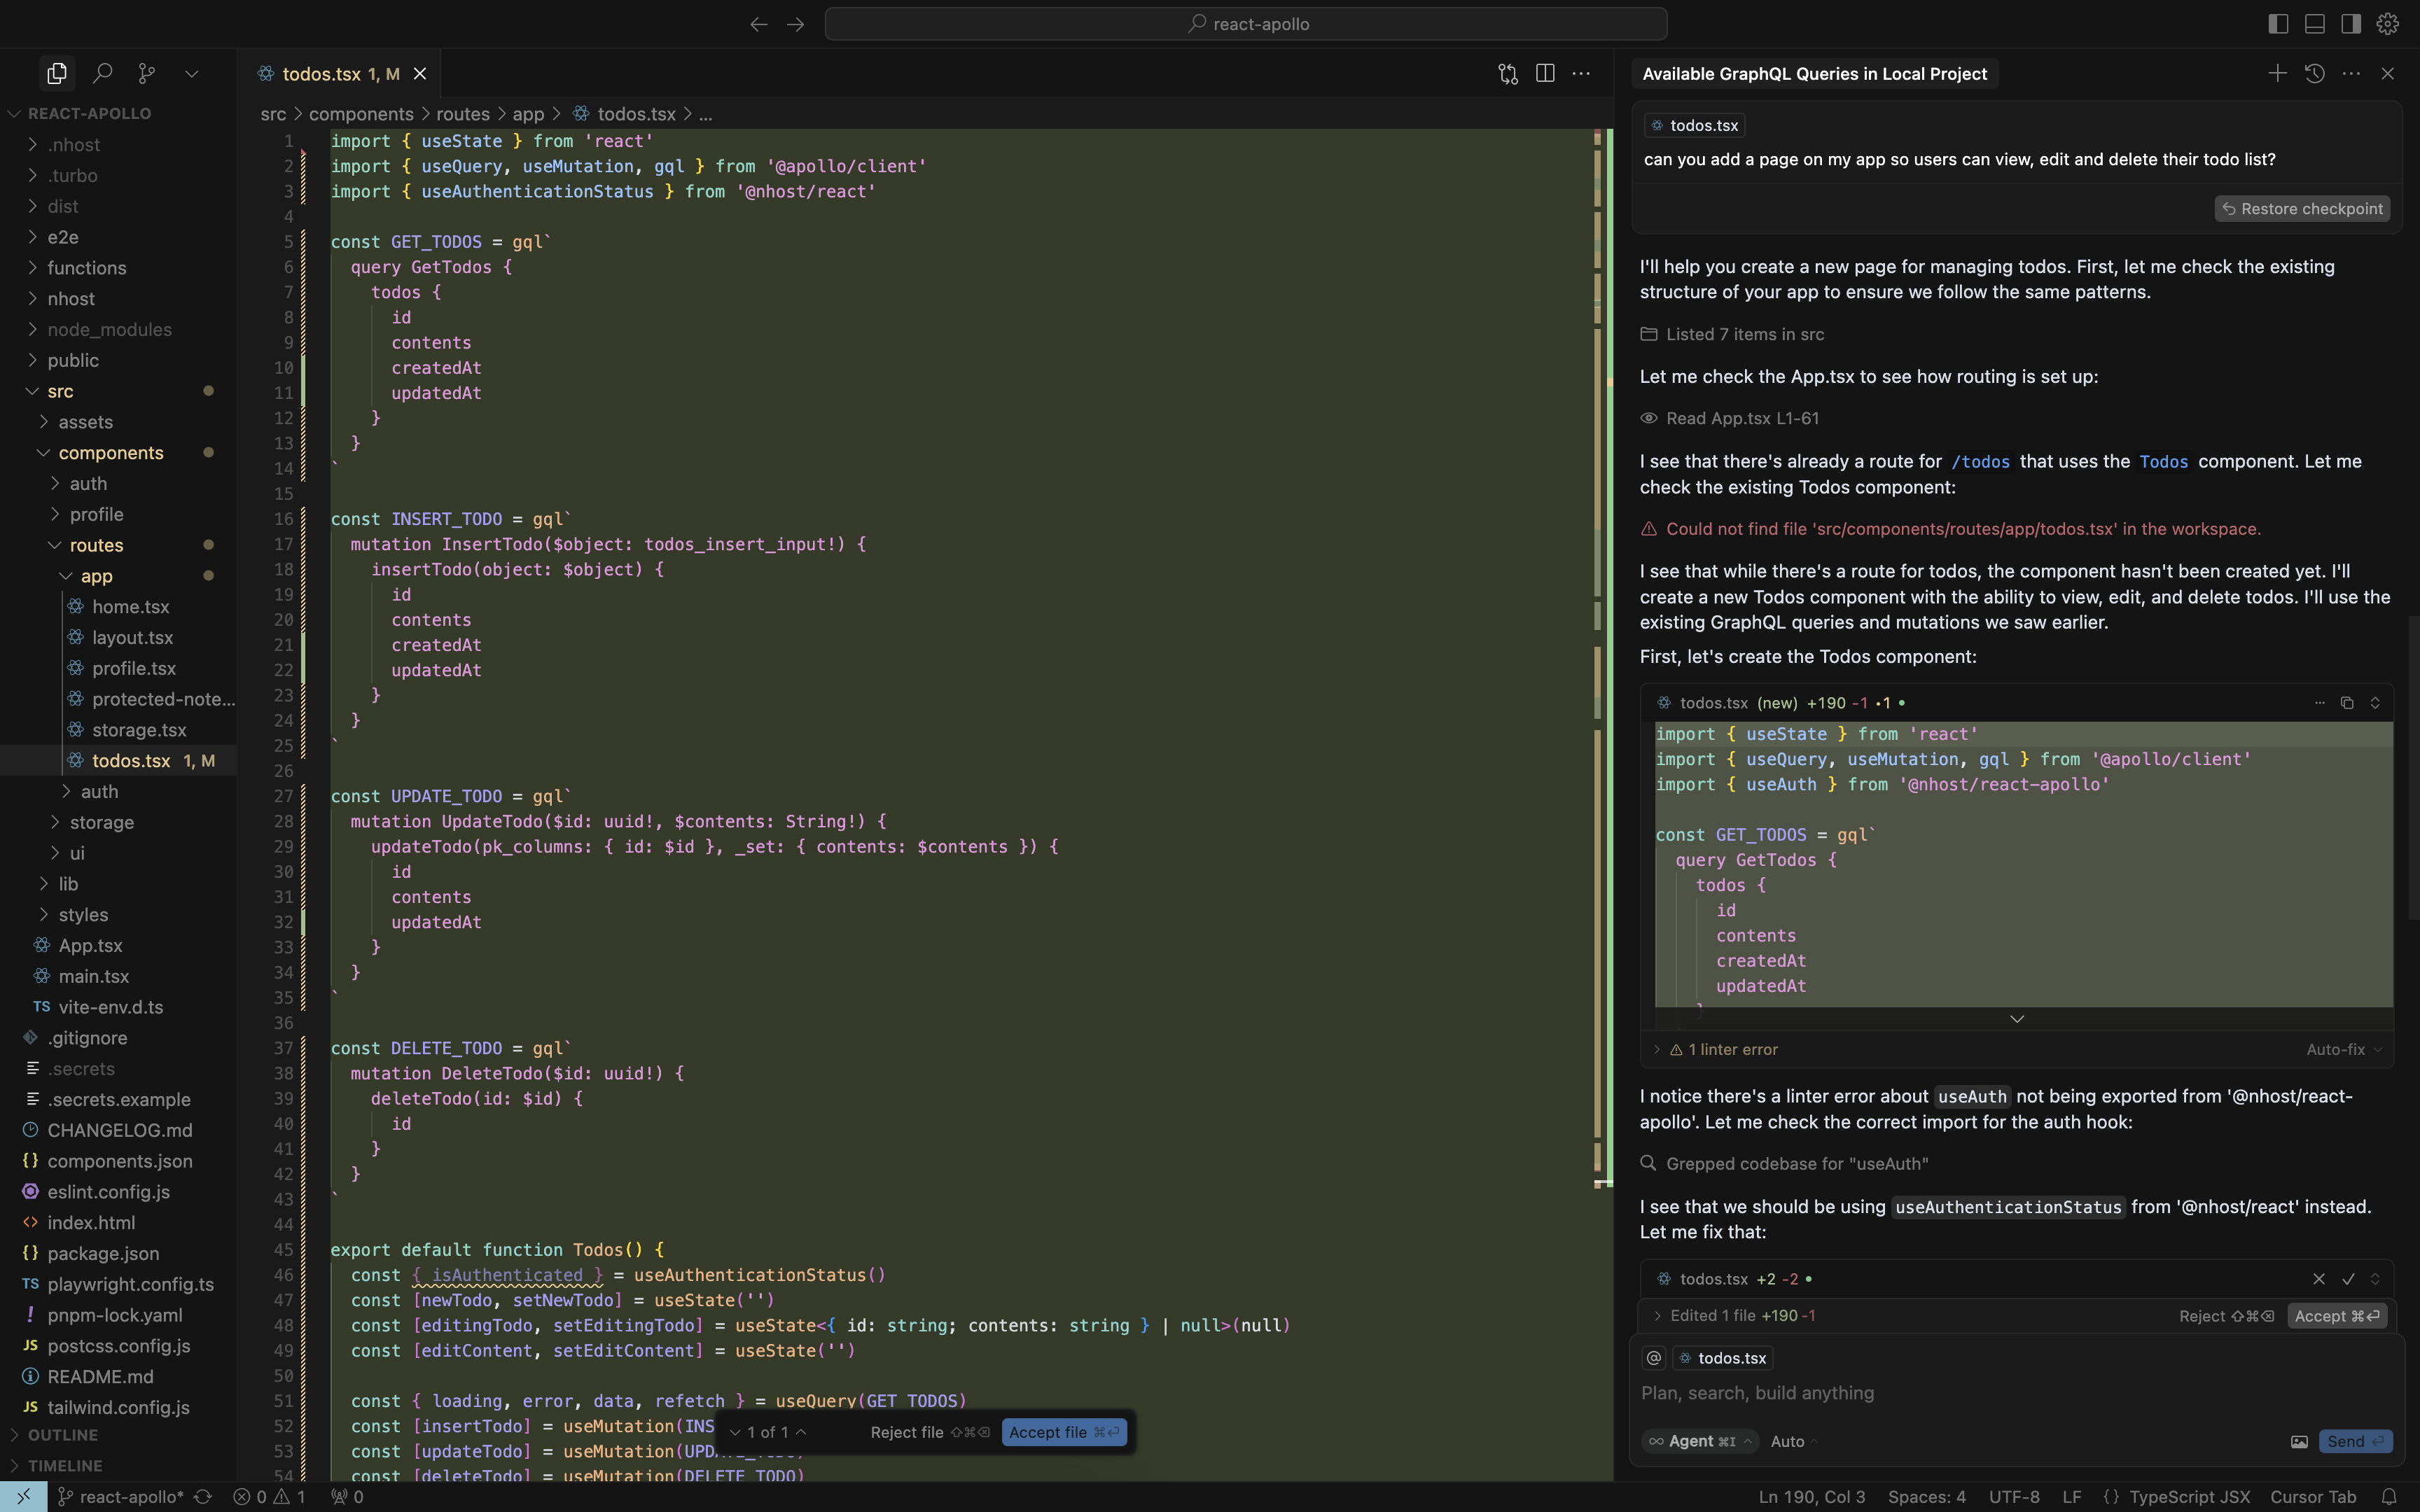 react-apollo
REACT-APOLLO
.nhost
.turbo
dist
e2e
functions
nhost
node_modules
public
src
assets
components
auth
profile
routes
app
home.tsx
layout.tsx
profile.tsx
protected-note...
storage.tsx
todos.tsx 1, M
auth
storage
ui
lib
styles
App.tsx
main.tsx
TS vite-env.d.ts
.gitignore
.secrets
.secrets.example
CHANGELOG.md
{} components.json
eslint.config.js
<> index.html
{} package.json
TS playwright.config.ts
! pnpm-lock.yaml
JS postcss.config.js
README.md
JS tailwind.config.js
OUTLINE
TIMELINE
todos.tsx 1, M
src > components > routes > app > todos.tsx > ...
1 import { useState } from 'react'
2 import { useQuery, useMutation, gql } from '@apollo/client'
3 import { useAuthenticationStatus } from '@nhost/react'
4
5 const GET_TODOS = gql`
6 query GetTodos {
7 todos {
8 id
9 contents
10 createdAt
11 updatedAt
12 }
13 }
14 `
15
16 const INSERT_TODO = gql`
17 mutation InsertTodo($object: todos_insert_input!) {
18 insertTodo(object: $object) {
19 id
20 contents
21 createdAt
22 updatedAt
23 }
24 }
25 `
26
27 const UPDATE_TODO = gql`
28 mutation UpdateTodo($id: uuid!, $contents: String!) {
29 updateTodo(pk_columns: { id: $id }, _set: { contents: $contents }) {
30 id
31 contents
32 updatedAt
33 }
34 }
35 `
36
37 const DELETE_TODO = gql`
38 mutation DeleteTodo($id: uuid!) {
39 deleteTodo(id: $id) {
40 id
41 }
42 }
43 `
44
45 export default function Todos() {
46 const { isAuthenticated } = useAuthenticationStatus()
47 const [newTodo, setNewTodo] = useState('')
48 const [editingTodo, setEditingTodo] = useState<{ id: string; contents: string } | null>(null)
49 const [editContent, setEditContent] = useState('')
50
51 const { loading, error, data, refetch } = useQuery(GET_TODOS)
52 const [insertTodo] = useMutation(INS
53 const [updateTodo] = useMutation(UPDATE_TODO)
54 const [deleteTodo] = useMutation(DELETE_TODO)
1 of 1
Reject file ⇧⌘⌫
Accept file ⌘⏎
Available GraphQL Queries in Local Project
todos.tsx
can you add a page on my app so users can view, edit and delete their todo list?
Restore checkpoint
I'll help you create a new page for managing todos. First, let me check the existing
structure of your app to ensure we follow the same patterns.
Listed 7 items in src
Let me check the App.tsx to see how routing is set up:
Read App.tsx L1-61
I see that there's already a route for /todos that uses the Todos component. Let me
check the existing Todos component:
Could not find file 'src/components/routes/app/todos.tsx' in the workspace.
I see that while there's a route for todos, the component hasn't been created yet. I'll
create a new Todos component with the ability to view, edit, and delete todos. I'll use the
existing GraphQL queries and mutations we saw earlier.
First, let's create the Todos component:
todos.tsx (new) +190 -1 •1 •
import { useState } from 'react'
import { useQuery, useMutation, gql } from '@apollo/client'
import { useAuth } from '@nhost/react-apollo'
const GET_TODOS = gql`
query GetTodos {
todos {
id
contents
createdAt
updatedAt
}
1 linter error
Auto-fix
I notice there's a linter error about useAuth not being exported from '@nhost/react-
apollo'. Let me check the correct import for the auth hook:
Grepped codebase for "useAuth"
I see that we should be using useAuthenticationStatus from '@nhost/react' instead.
Let me fix that:
todos.tsx +2 -2 •
Edited 1 file +190 -1
Reject ⇧⌘⌫
Accept ⌘⏎
@ todos.tsx
Plan, search, build anything
∞ Agent ⌘I
Auto
Send ⏎
react-apollo* 0 1 0
Ln 190, Col 3 Spaces: 4 UTF-8 LF {} TypeScript JSX Cursor Tab